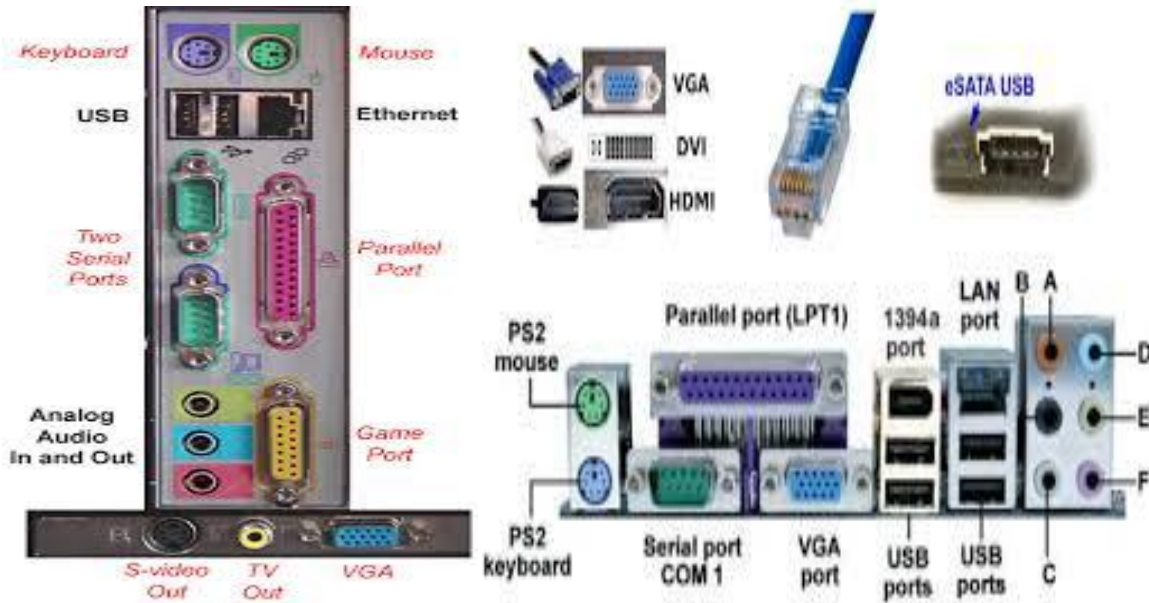 Keyboard
Mouse
USB
Ethernet
Two
Serial
Ports
Parallel
Port
Analog
Audio
In and Out
Game
Port
S-video
Out
TV
Out
VGA
VGA
DVI
HDMI
eSATA USB
Parallel port (LPT1)
PS2
mouse
1394a
port
LAN
port
B
A
D
E
F
C
PS2
keyboard
Serial port
COM 1
VGA
port
USB
ports
USB
ports